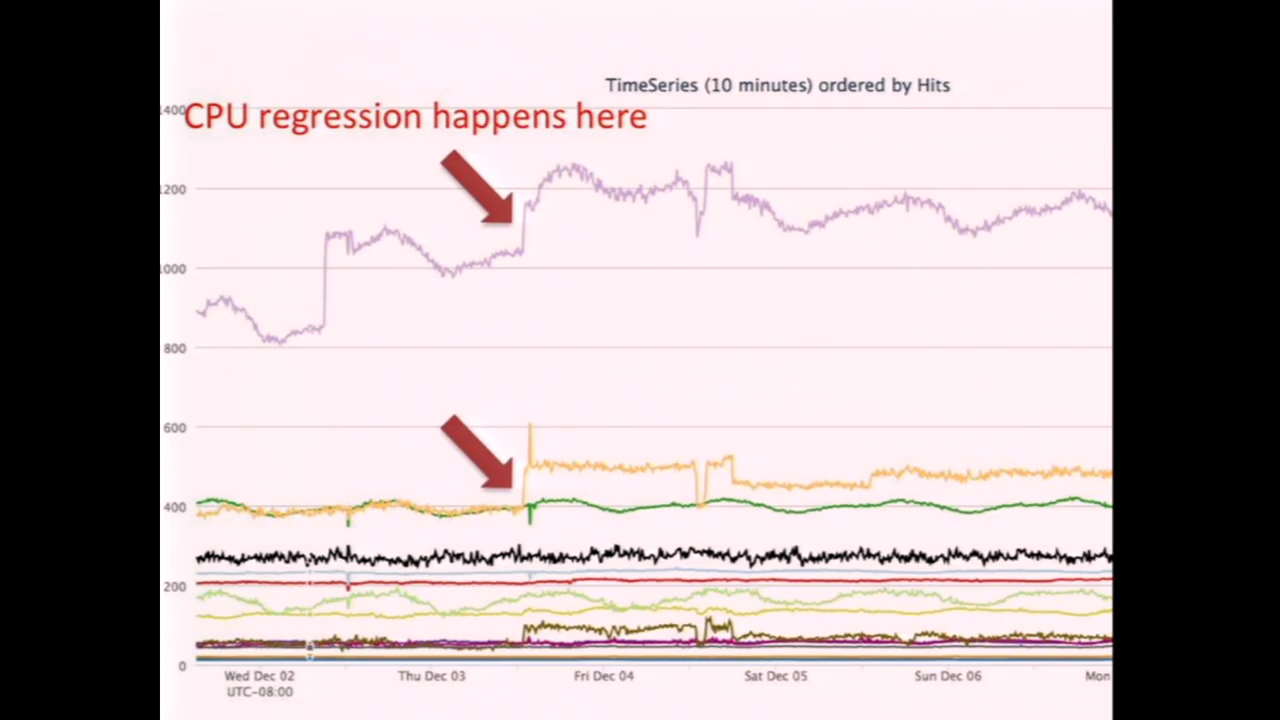 TimeSeries (10 minutes) ordered by Hits
1400
CPU regression happens here
1200
1000
800
600
400
200
0
Wed Dec 02 Thu Dec 03 Fri Dec 04 Sat Dec 05 Sun Dec 06 Mon
UTC-08:00